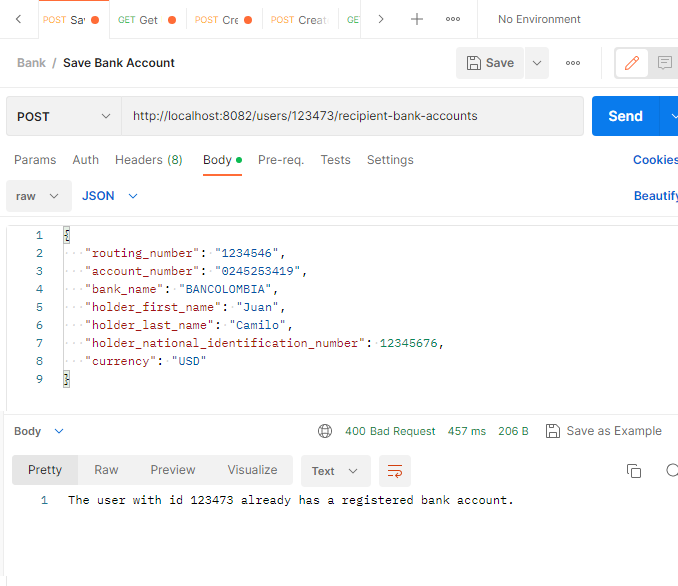 POST Sa
GET Get
POST Cre
POST Creat
GE
No Environment
Bank / Save Bank Account
Save
POST
http://localhost:8082/users/123473/recipient-bank-accounts
Send
Params Auth Headers (8) Body Pre-req. Tests Settings Cookies
raw JSON Beautify
1 {
2 "routing_number": "1234546",
3 "account_number": "0245253419",
4 "bank_name": "BANCOLOMBIA",
5 "holder_first_name": "Juan",
6 "holder_last_name": "Camilo",
7 "holder_national_identification_number": 12345676,
8 "currency": "USD"
9 }
Body 400 Bad Request 457 ms 206 B Save as Example
Pretty Raw Preview Visualize Text
1 The user with id 123473 already has a registered bank account.